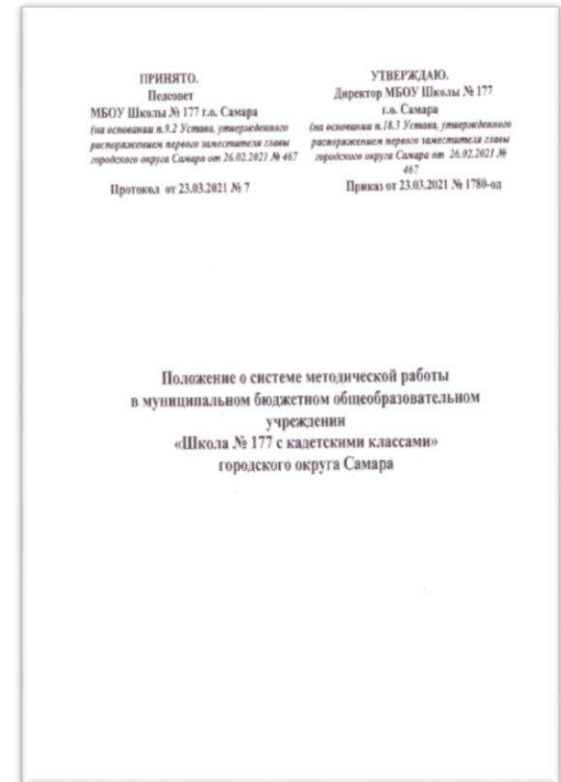 ПРИНЯТО.
Педсовет
МБОУ Школы № 177 г.о. Самара
(на основании п.9.2 Устава, утвержденного
распоряжением первого заместителя главы
городского округа Самара от 26.02.2021 № 467
Протокол от 23.03.2021 № 7
УТВЕРЖДАЮ.
Директор МБОУ Школы № 177
г.о. Самара
(на основании п.18.3 Устава, утвержденного
распоряжением первого заместителя главы
городского округа Самара от 26.02.2021 №
467
Приказ от 23.03.2021 № 1780-од
Положение о системе методической работы
в муниципальном бюджетном общеобразовательном
учреждении
«Школа № 177 с кадетскими классами»
городского округа Самара